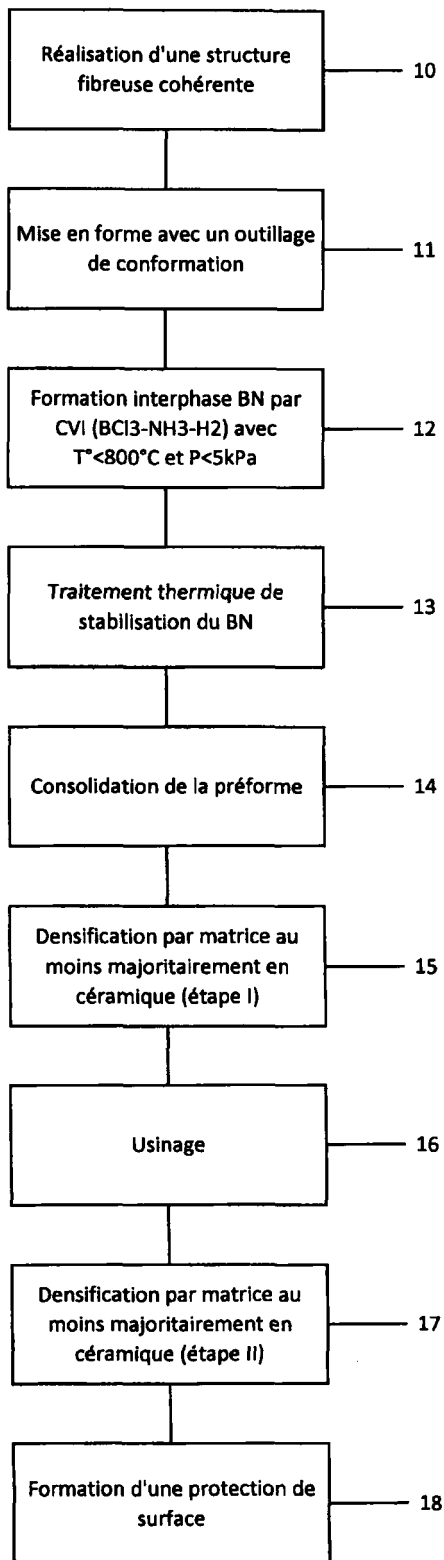 Réalisation d'une structure
fibreuse cohérente
10
Mise en forme avec un outillage
de conformation
11
Formation interphase BN par
CVI (BCl3-NH3-H2) avec
T°<800°C et P<5kPa
12
Traitement thermique de
stabilisation du BN
13
Consolidation de la préforme
14
Densification par matrice au
moins majoritairement en
céramique (étape I)
15
Usinage
16
Densification par matrice au
moins majoritairement en
céramique (étape II)
17
Formation d'une protection de
surface
18